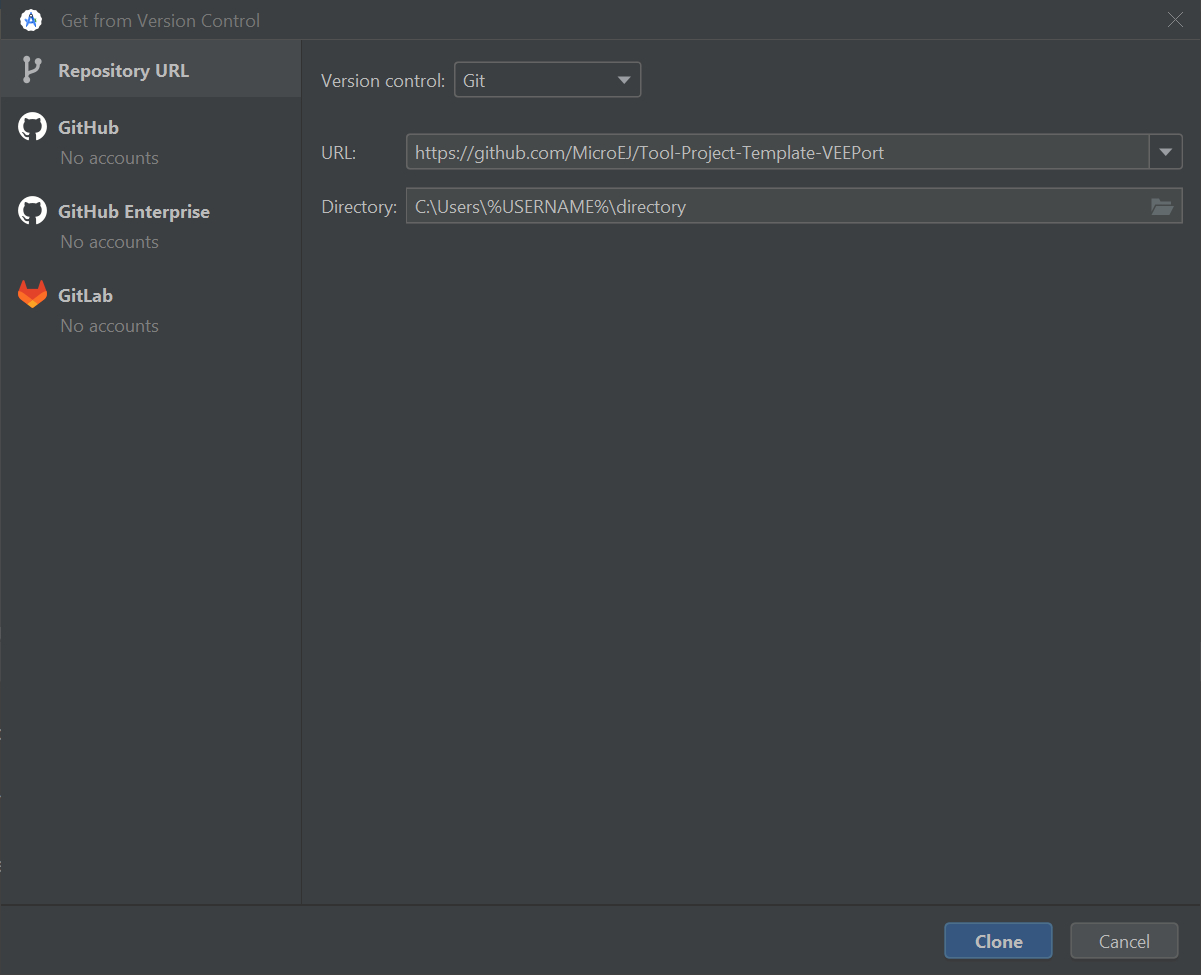 Get from Version Control
Repository URL
GitHub
No accounts
GitHub Enterprise
No accounts
GitLab
No accounts
Version control: Git
URL: https://github.com/MicroEJ/Tool-Project-Template-VEEPort
Directory: C:\Users\%USERNAME%\directory
Clone Cancel